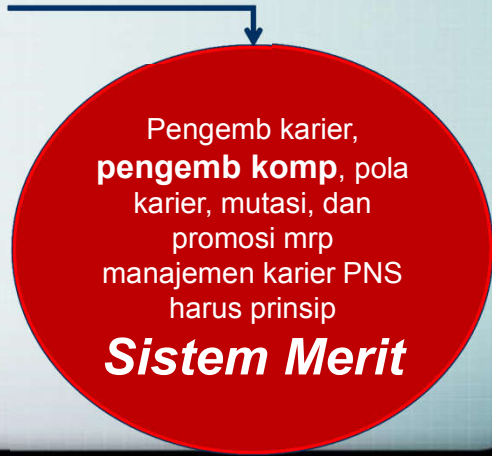 Pengemb karier,
pengemb komp, pola
karier, mutasi, dan
promosi mrp
manajemen karier PNS
harus prinsip
Sistem Merit